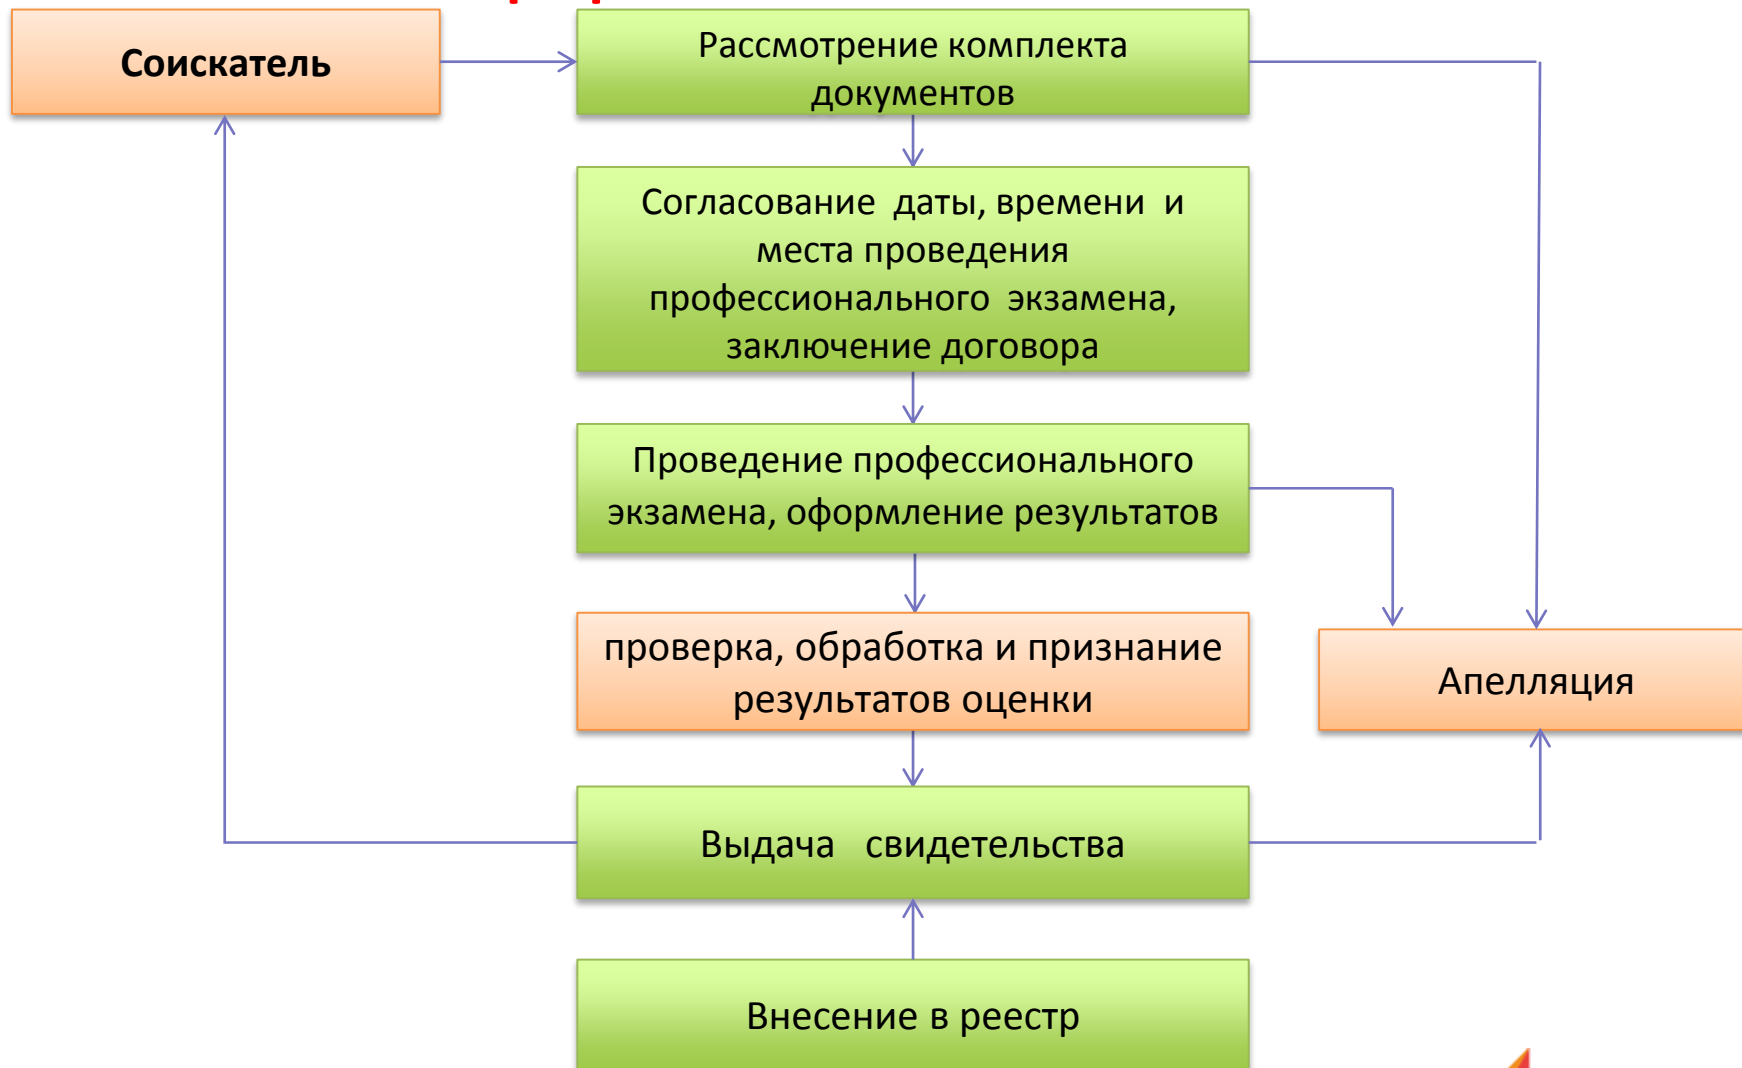 Соискатель
Рассмотрение комплекта
документов
Согласование даты, времени и
места проведения
профессионального экзамена,
заключение договора
Проведение профессионального
экзамена, оформление результатов
проверка, обработка и признание
результатов оценки
Апелляция
Выдача свидетельства
Внесение в реестр